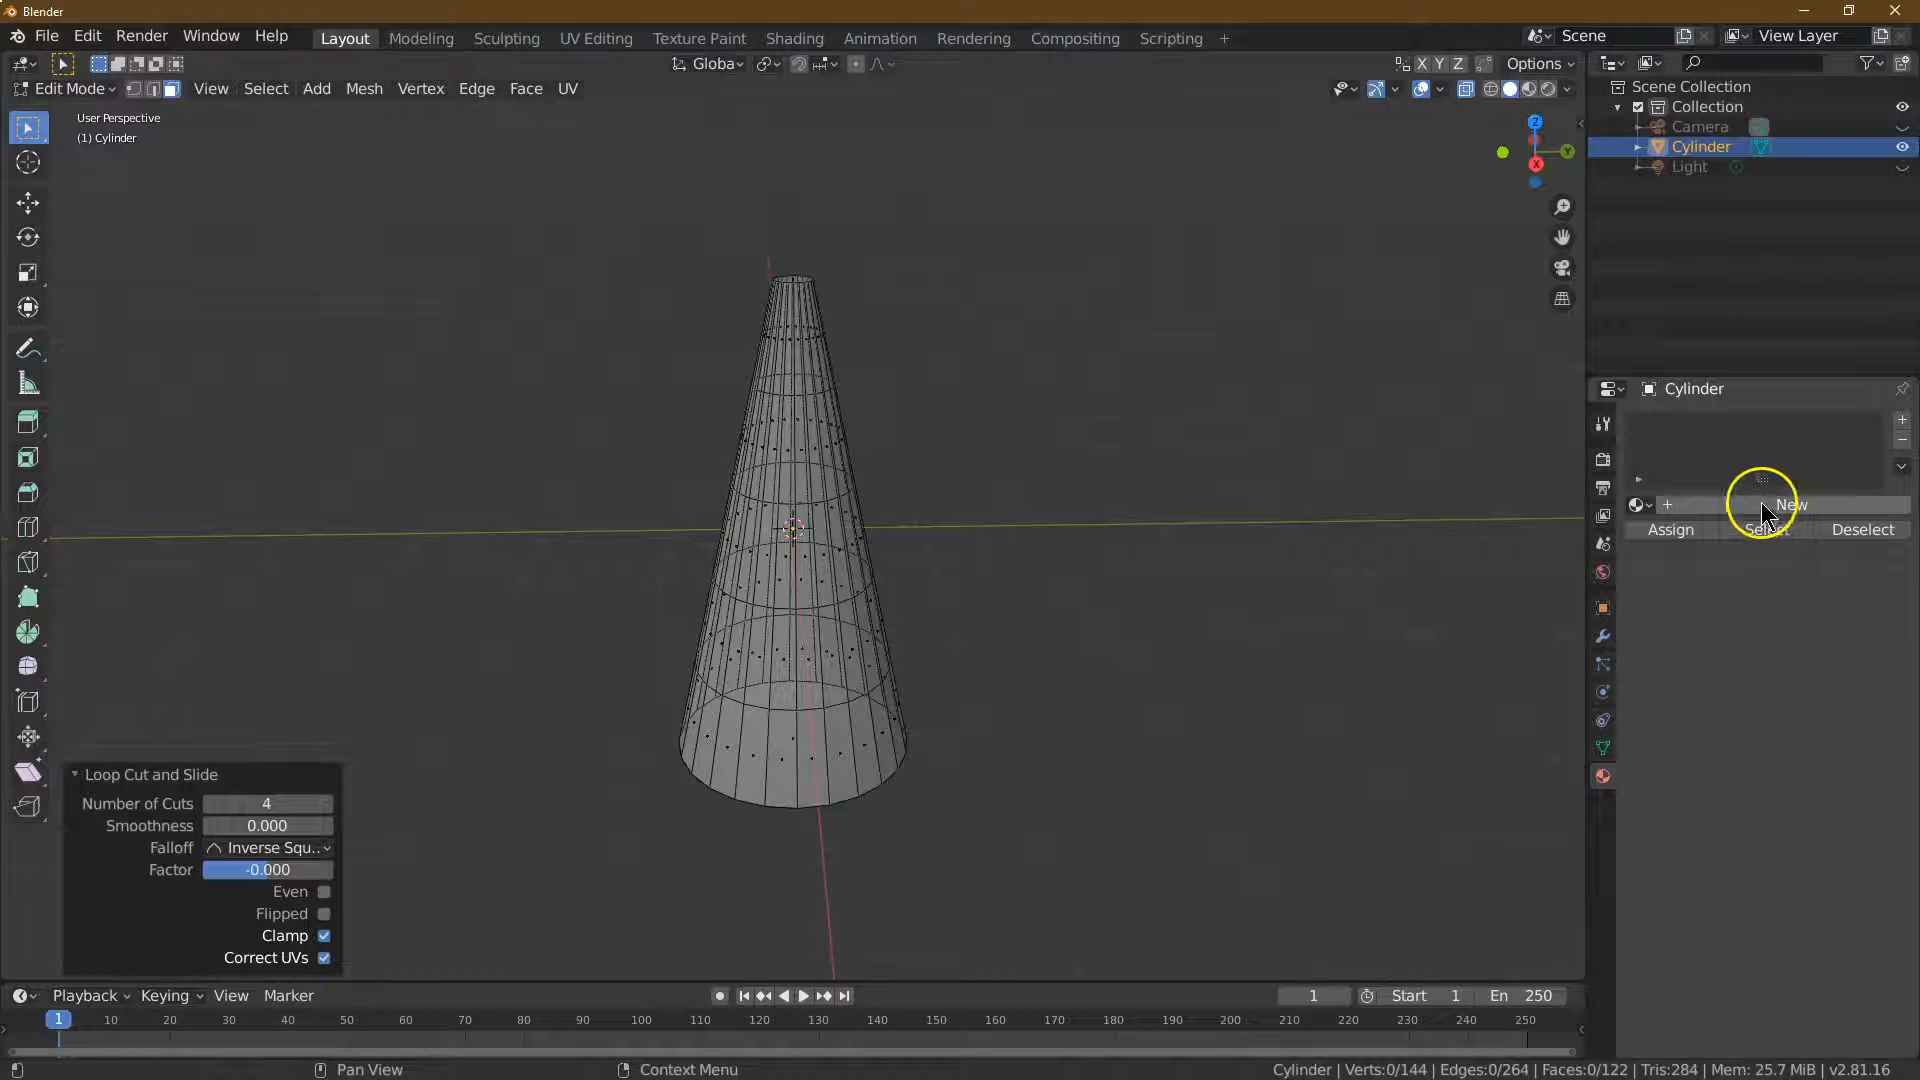 Blender
File Edit Render Window Help Layout Modeling Sculpting UV Editing Texture Paint Shading Animation Rendering Compositing Scripting + Scene View Layer
Globa X Y Z Options
Edit Mode View Select Add Mesh Vertex Edge Face UV
Scene Collection
Collection
Camera
Cylinder
Light
User Perspective
(1) Cylinder
Z
Y
X
Cylinder
New
Assign Select Deselect
Loop Cut and Slide
Number of Cuts 4
Smoothness 0.000
Falloff Inverse Squ..
Factor -0.000
Even
Flipped
Clamp
Correct UVs
Playback Keying View Marker 1 Start 1 En 250
1 10 20 30 40 50 60 70 80 90 100 110 120 130 140 150 160 170 180 190 200 210 220 230 240 250
Pan View Context Menu Cylinder | Verts:0/144 | Edges:0/264 | Faces:0/122 | Tris:284 | Mem: 25.7 MiB | v2.81.16